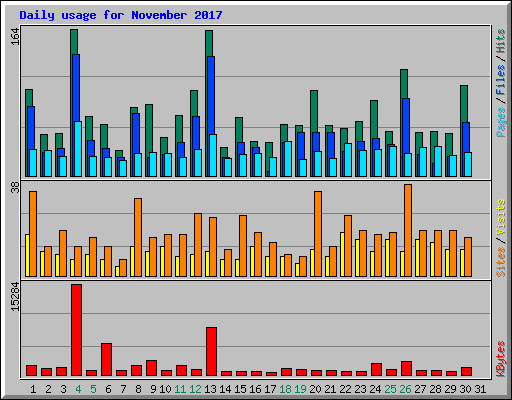 Daily usage for November 2017
164
Pages / Files / Hits
38
Sites / Visits
15284
KBytes
1 2 3 4 5 6 7 8 9 10 11 12 13 14 15 16 17 18 19 20 21 22 23 24 25 26 27 28 29 30 31